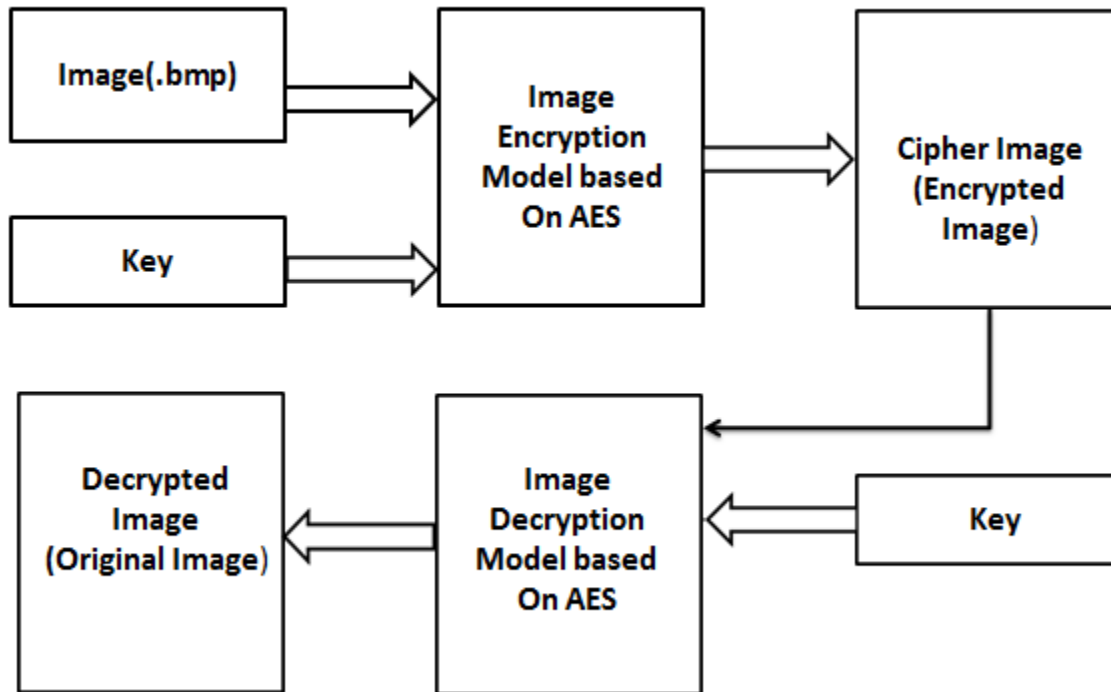 Image(.bmp)
Key
Image
Encryption
Model based
On AES
Cipher Image
(Encrypted
Image)
Decrypted
Image
(Original Image)
Image
Decryption
Model based
On AES
Key